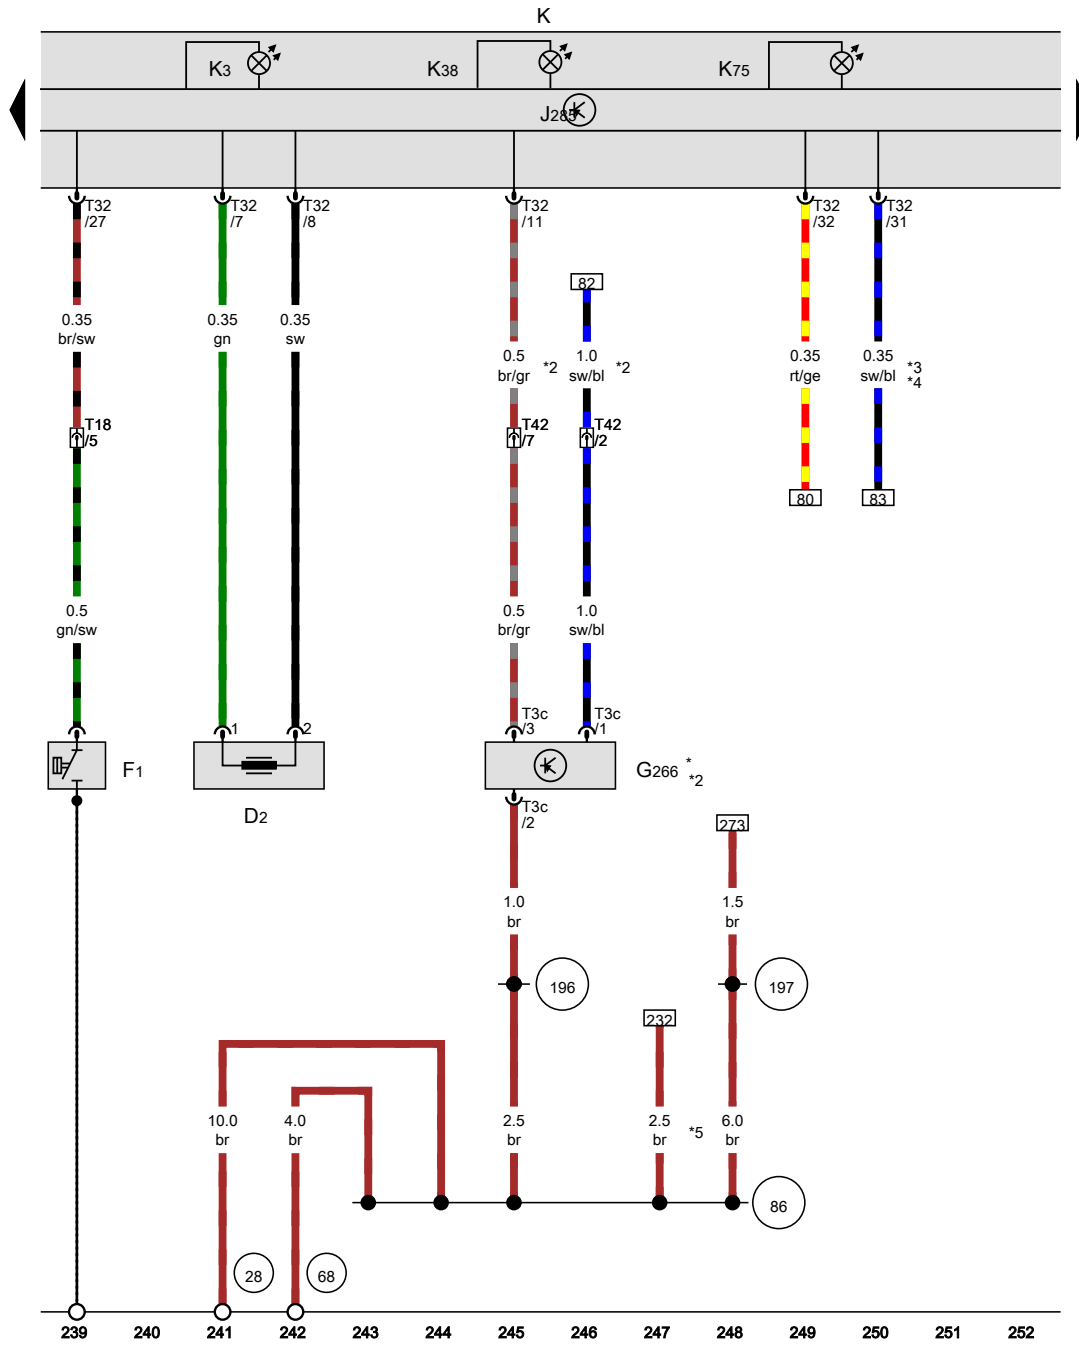 K
K3
K38
K75
J285
T32
/27
T32
/7
T32
/8
T32
/11
T32
/32
T32
/31
82
0.35
br/sw
0.35
gn
0.35
sw
0.5
br/gr
*2
1.0
sw/bl
*2
0.35
rt/ge
0.35
sw/bl
*3
*4
T18
/5
T42
/7
T42
/2
80
83
0.5
gn/sw
0.5
br/gr
1.0
sw/bl
1
2
T3c
/3
T3c
/1
F1
D2
G266
*
*2
T3c
/2
273
1.0
br
1.5
br
196
197
232
10.0
br
4.0
br
2.5
br
2.5
br
*5
6.0
br
86
28
68
239 240 241 242 243 244 245 246 247 248 249 250 251 252